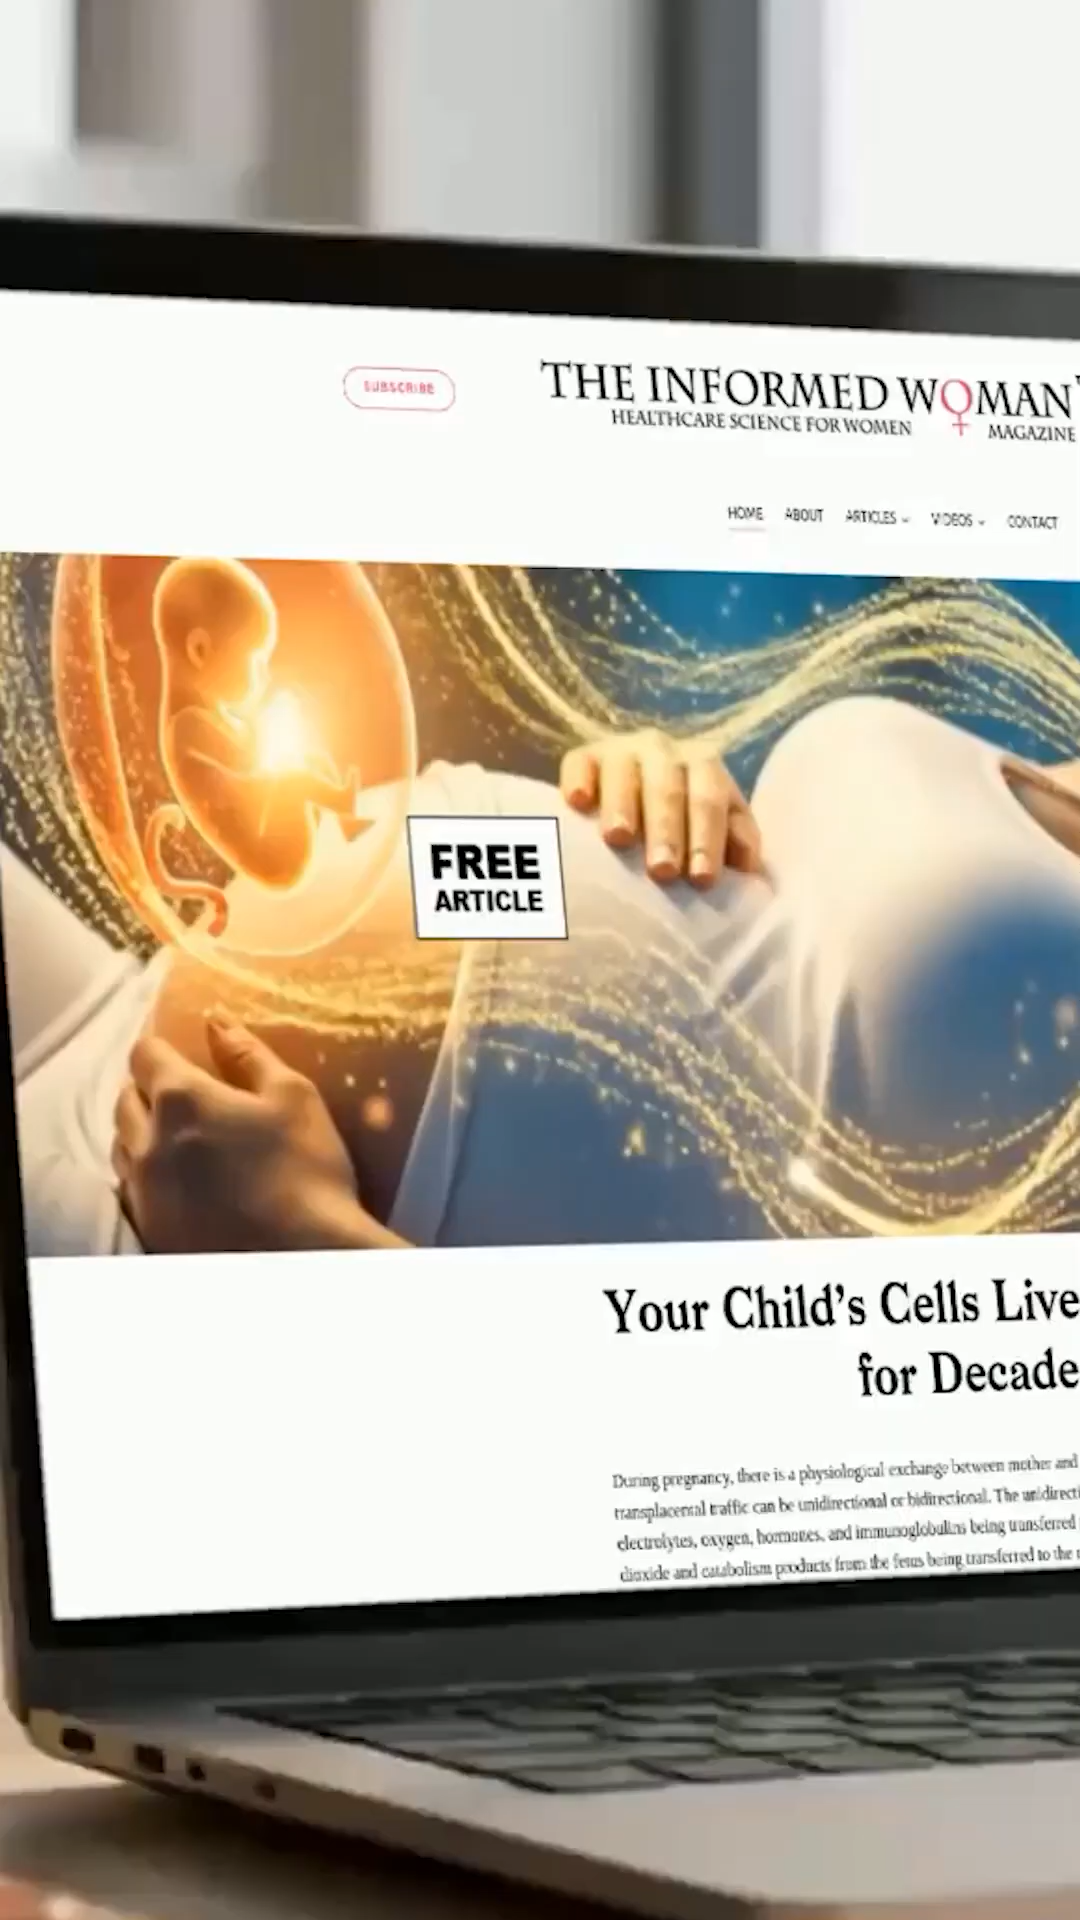 SUBSCRIBE
THE INFORMED WOMAN
HEALTHCARE SCIENCE FOR WOMEN MAGAZINE
HOME ABOUT ARTICLES VIDEOS CONTACT
FREE
ARTICLE
Your Child's Cells Live
for Decade
During pregnancy, there is a physiological exchange between mother and
transplacental traffic can be unidirectional or bidirectional. The unidirecti
electrolytes, oxygen, hormones, and immunoglobulins being transferred
dioxide and catabolism products from the fetus being transferred to the